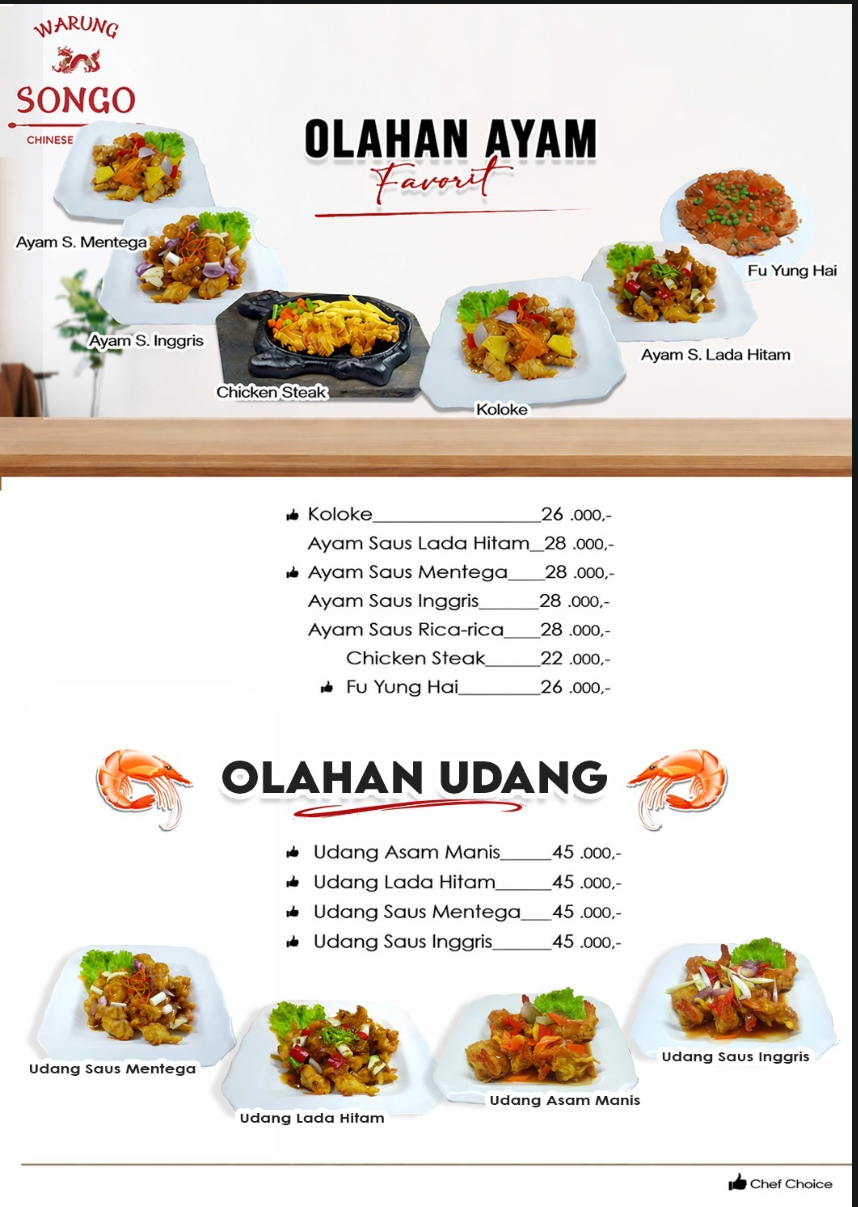 WARUNG
SONGO
CHINESE
OLAHAN AYAM
Favorit
Ayam S. Mentega
Ayam S. Inggris
Chicken Steak
Koloke
Ayam S. Lada Hitam
Fu Yung Hai
Koloke_________________26 .000,-
Ayam Saus Lada Hitam__28 .000,-
Ayam Saus Mentega____28 .000,-
Ayam Saus Inggris______28 .000,-
Ayam Saus Rica-rica____28 .000,-
Chicken Steak______22 .000,-
Fu Yung Hai________26 .000,-
OLAHAN UDANG
Udang Asam Manis_____45 .000,-
Udang Lada Hitam_____45 .000,-
Udang Saus Mentega___45 .000,-
Udang Saus Inggris______45 .000,-
Udang Saus Mentega
Udang Lada Hitam
Udang Asam Manis
Udang Saus Inggris
Chef Choice